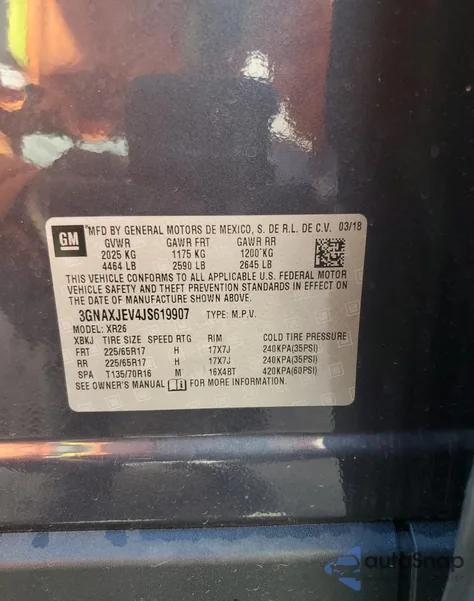 GM MFD BY GENERAL MOTORS DE MEXICO, S. DE R.L. DE C.V. 03/18
GVWR GAWR FRT GAWR RR
2025 KG 1175 KG 1200 KG
4464 LB 2590 LB 2645 LB
THIS VEHICLE CONFORMS TO ALL APPLICABLE U.S. FEDERAL MOTOR
VEHICLE SAFETY AND THEFT PREVENTION STANDARDS IN EFFECT ON
THE DATE OF MANUFACTURE SHOWN ABOVE.
3GNAXJEV4JS619907 TYPE: M.P.V.
MODEL: XR26
XBKJ TIRE SIZE SPEED RTG RIM COLD TIRE PRESSURE
FRT 225/65R17 H 17X7J 240KPA(35PSI)
RR 225/65R17 H 17X7J 240KPA(35PSI)
SPA T135/70R16 M 16X4BT 420KPA(60PSI)
SEE OWNER'S MANUAL FOR MORE INFORMATION.
autoSnap